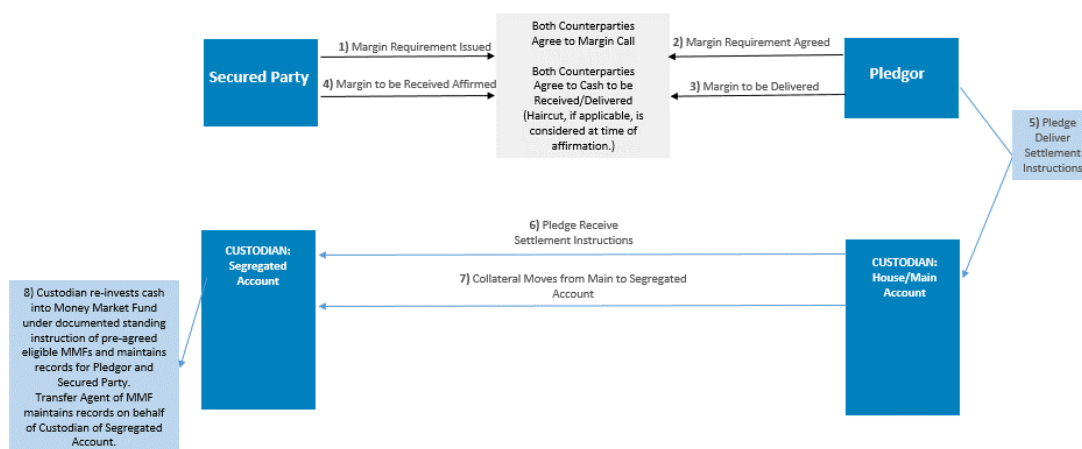 Both Counterparties
Agree to Margin Call
1) Margin Requirement Issued
2) Margin Requirement Agreed
Secured Party
Pledgor
4) Margin to be Received Affirmed
Both Counterparties
Agree to Cash to be
Received/Delivered
(Haircut, if applicable, is
considered at time of
affirmation.)
3) Margin to be Delivered
5) Pledge
Deliver
Settlement
Instructions
6) Pledge Receive
Settlement Instructions
CUSTODIAN:
Segregated
Account
CUSTODIAN:
House/Main
Account
7) Collateral Moves from Main to Segregated
Account
8) Custodian re-invests cash
into Money Market Fund
under documented standing
instruction of pre-agreed
eligible MMFs and maintains
records for Pledgor and
Secured Party.
Transfer Agent of MMF
maintains records on behalf
of Custodian of Segregated
Account.